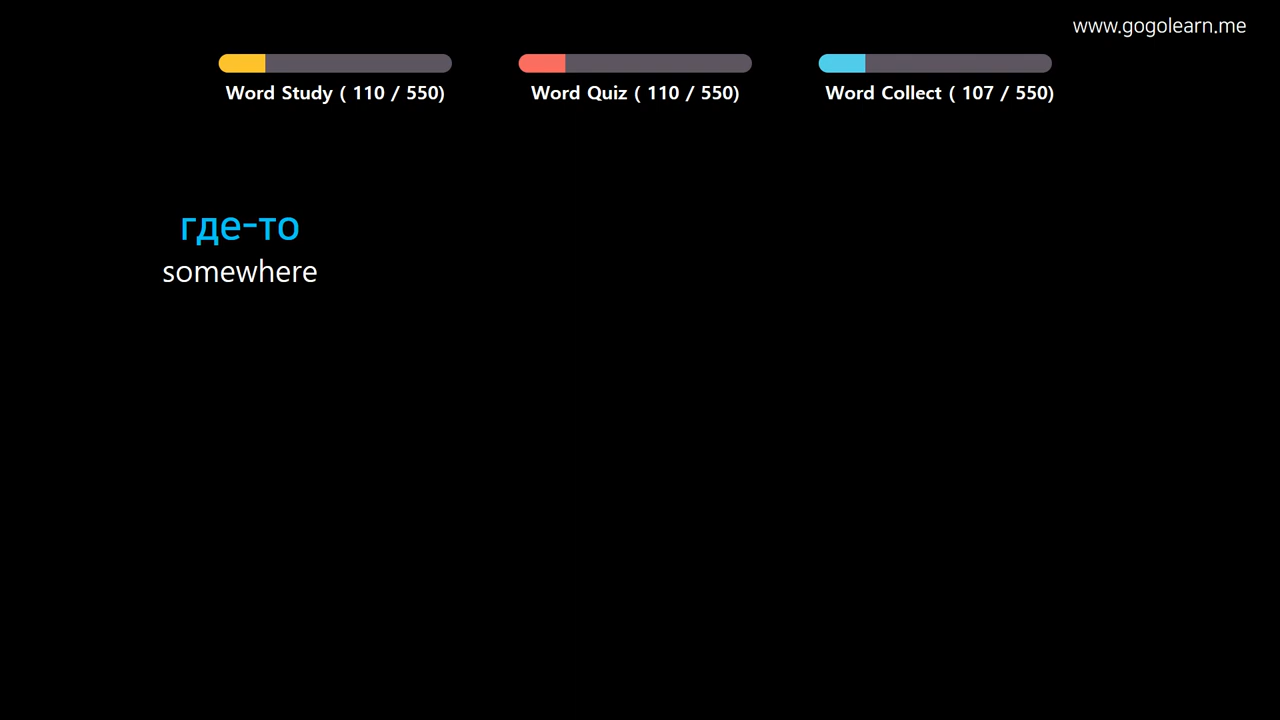 www.gogolearn.me
Word Study ( 110 / 550)
Word Quiz ( 110 / 550)
Word Collect ( 107 / 550)
где-то
somewhere